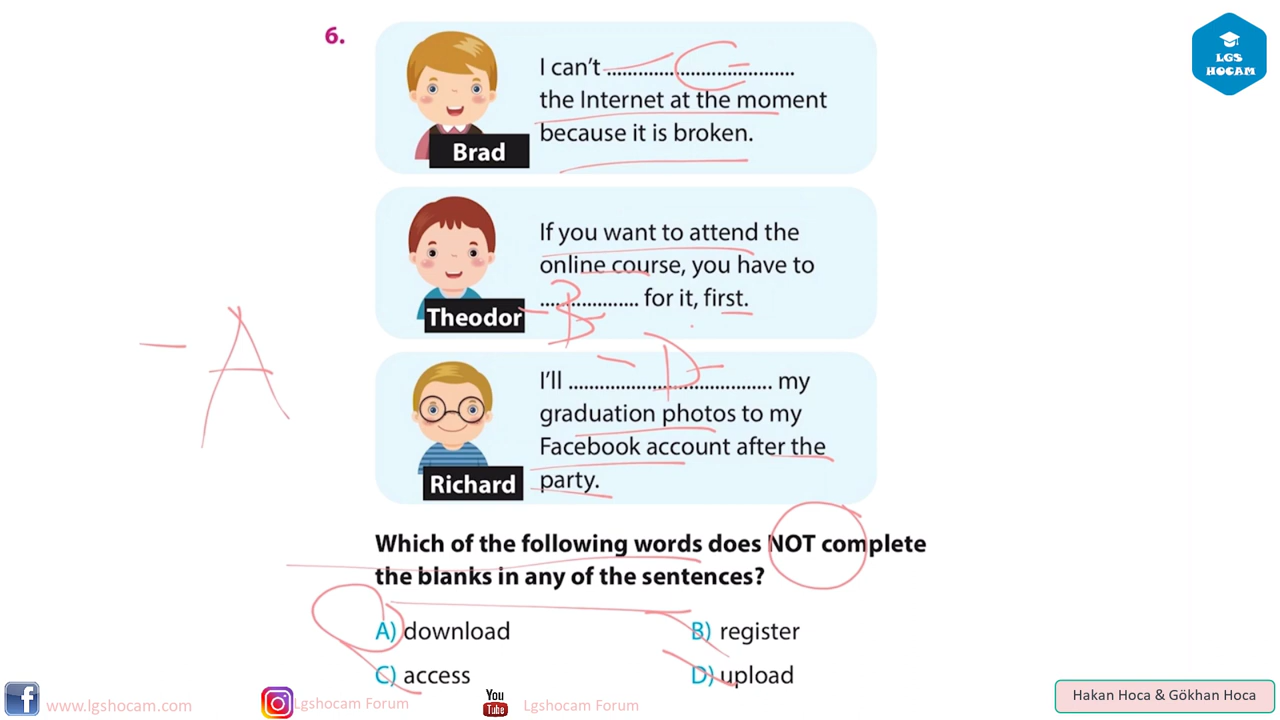 6.
LGS
HOCAM
I can't ....................................
the Internet at the moment
because it is broken.
Brad
If you want to attend the
online course, you have to
................... for it, first.
Theodor
- B
- D -
I'll ........................................ my
graduation photos to my
Facebook account after the
party.
Richard
C -
- A
Which of the following words does NOT complete
the blanks in any of the sentences?
A) download
B) register
C) access
D) upload
www.lgshocam.com
Lgshocam Forum
You
Tube
Lgshocam Forum
Hakan Hoca & Gökhan Hoca